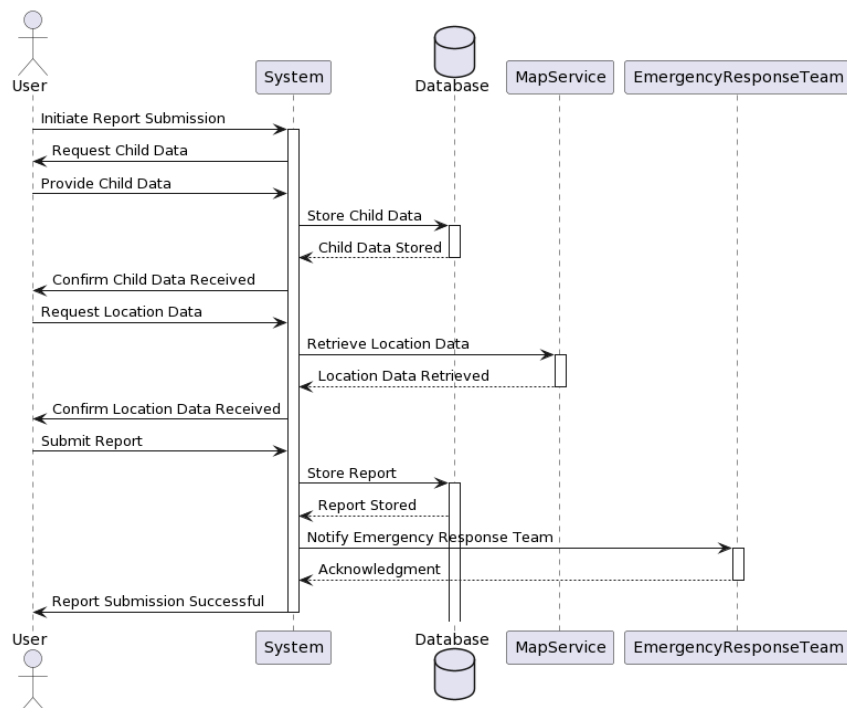 User
System
Database
MapService
EmergencyResponseTeam
Initiate Report Submission
Request Child Data
Provide Child Data
Store Child Data
Child Data Stored
Confirm Child Data Received
Request Location Data
Retrieve Location Data
Location Data Retrieved
Confirm Location Data Received
Submit Report
Store Report
Report Stored
Notify Emergency Response Team
Acknowledgment
Report Submission Successful
User
System
Database
MapService
EmergencyResponseTeam